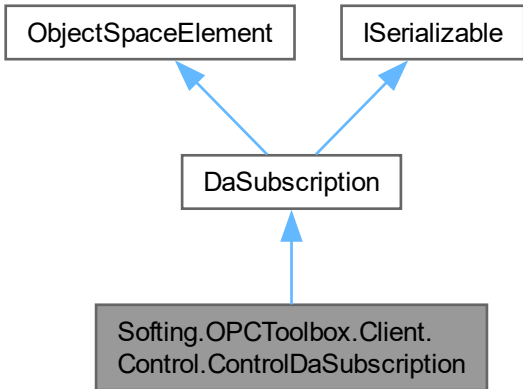 ObjectSpaceElement
ISerializable
DaSubscription
Softing.OPCToolbox.Client.
Control.ControlDaSubscription